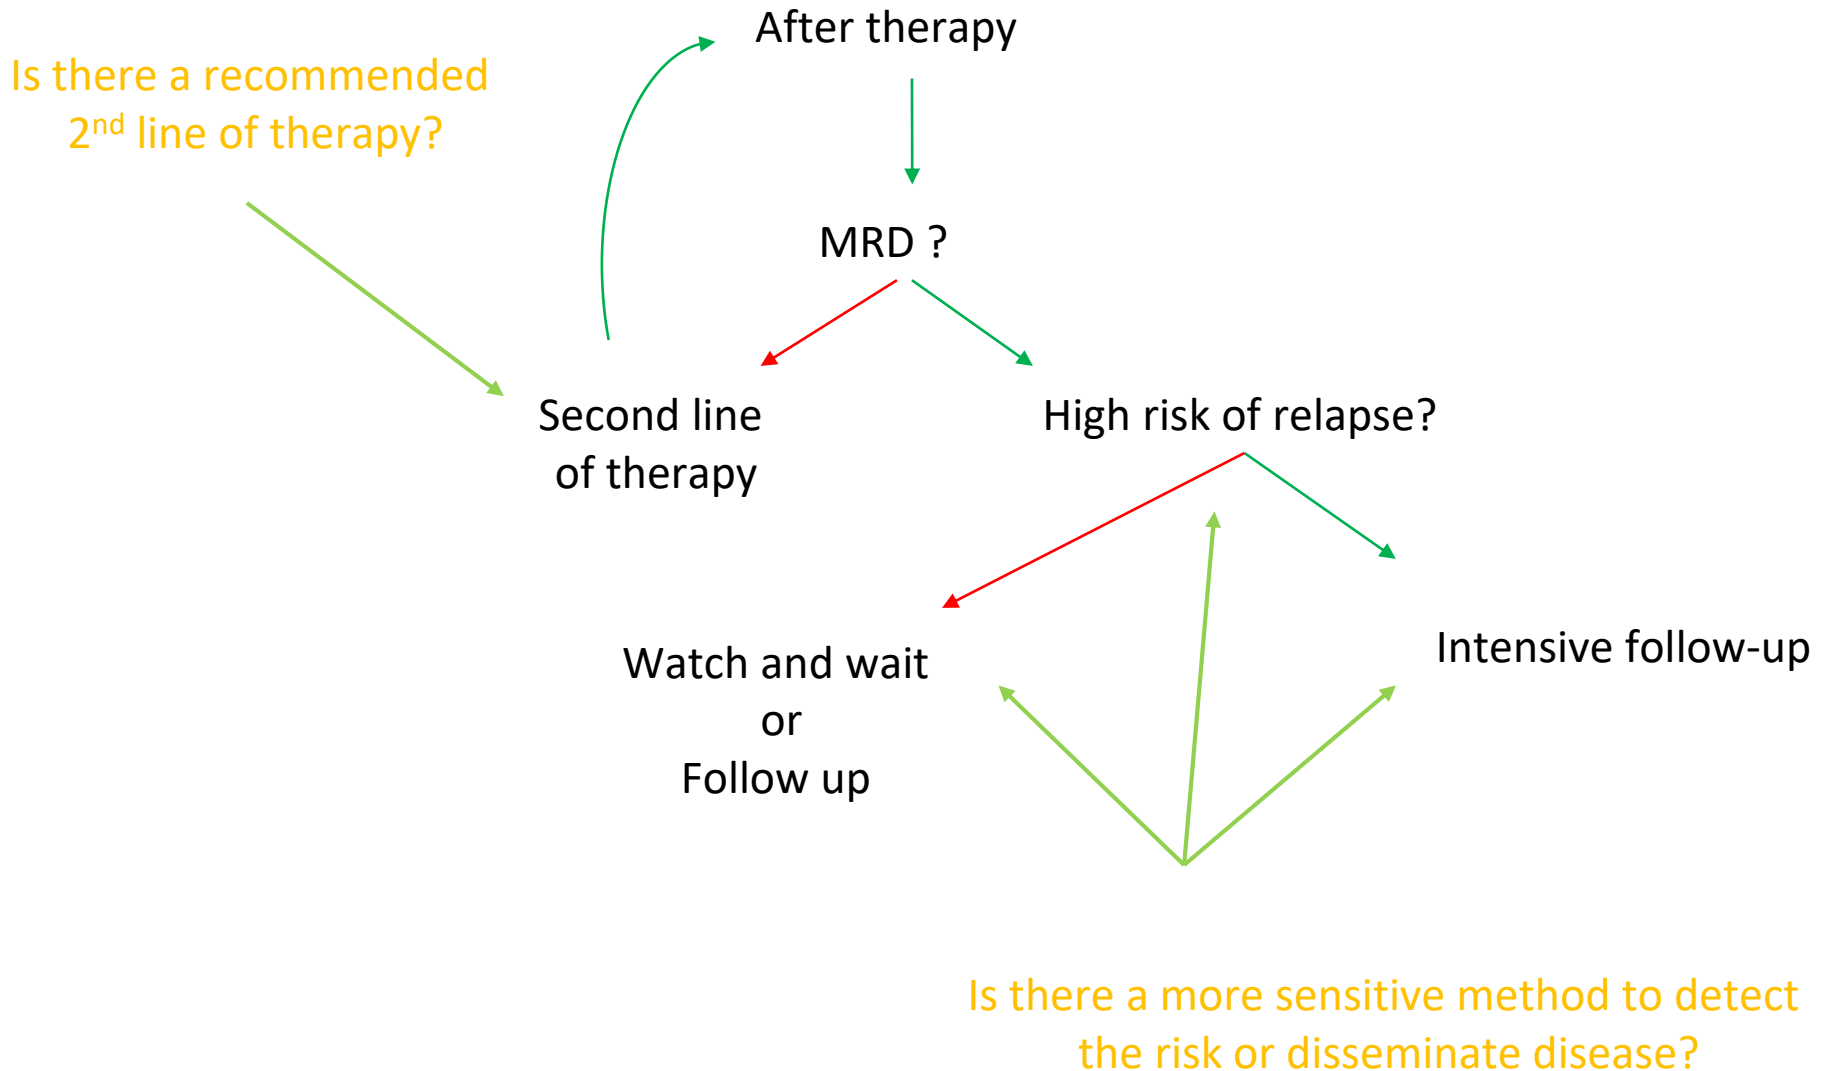 After therapy
Is there a recommended
2nd line of therapy?
MRD ?
Second line
of therapy
High risk of relapse?
Watch and wait
or
Follow up
Intensive follow-up
Is there a more sensitive method to detect
the risk or disseminate disease?